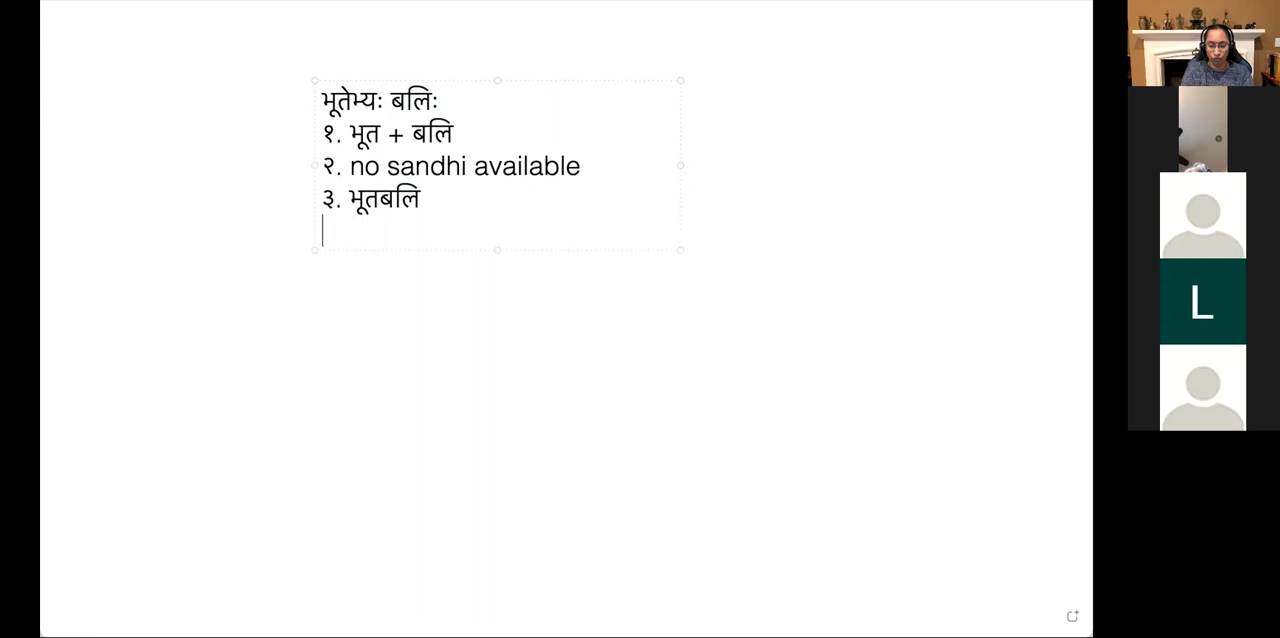 भूतेभ्यः बलिः
१. भूत + बलि
२. no sandhi available
३. भूतबलि
L